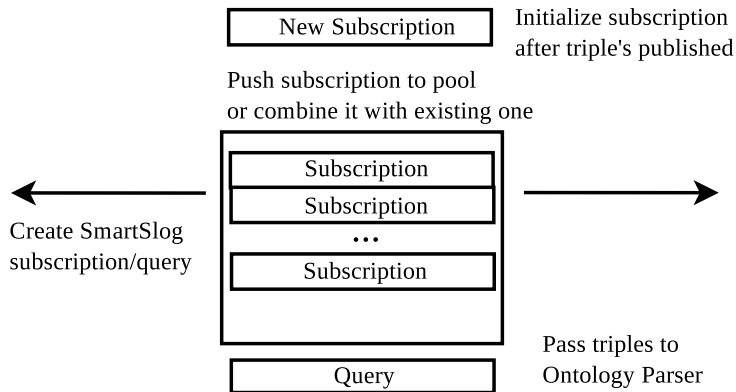 New Subscription
Initialize subscription
after triple's published
Push subscription to pool
or combine it with existing one
Subscription
Subscription
...
Subscription
Create SmartSlog
subscription/query
Pass triples to
Ontology Parser
Query